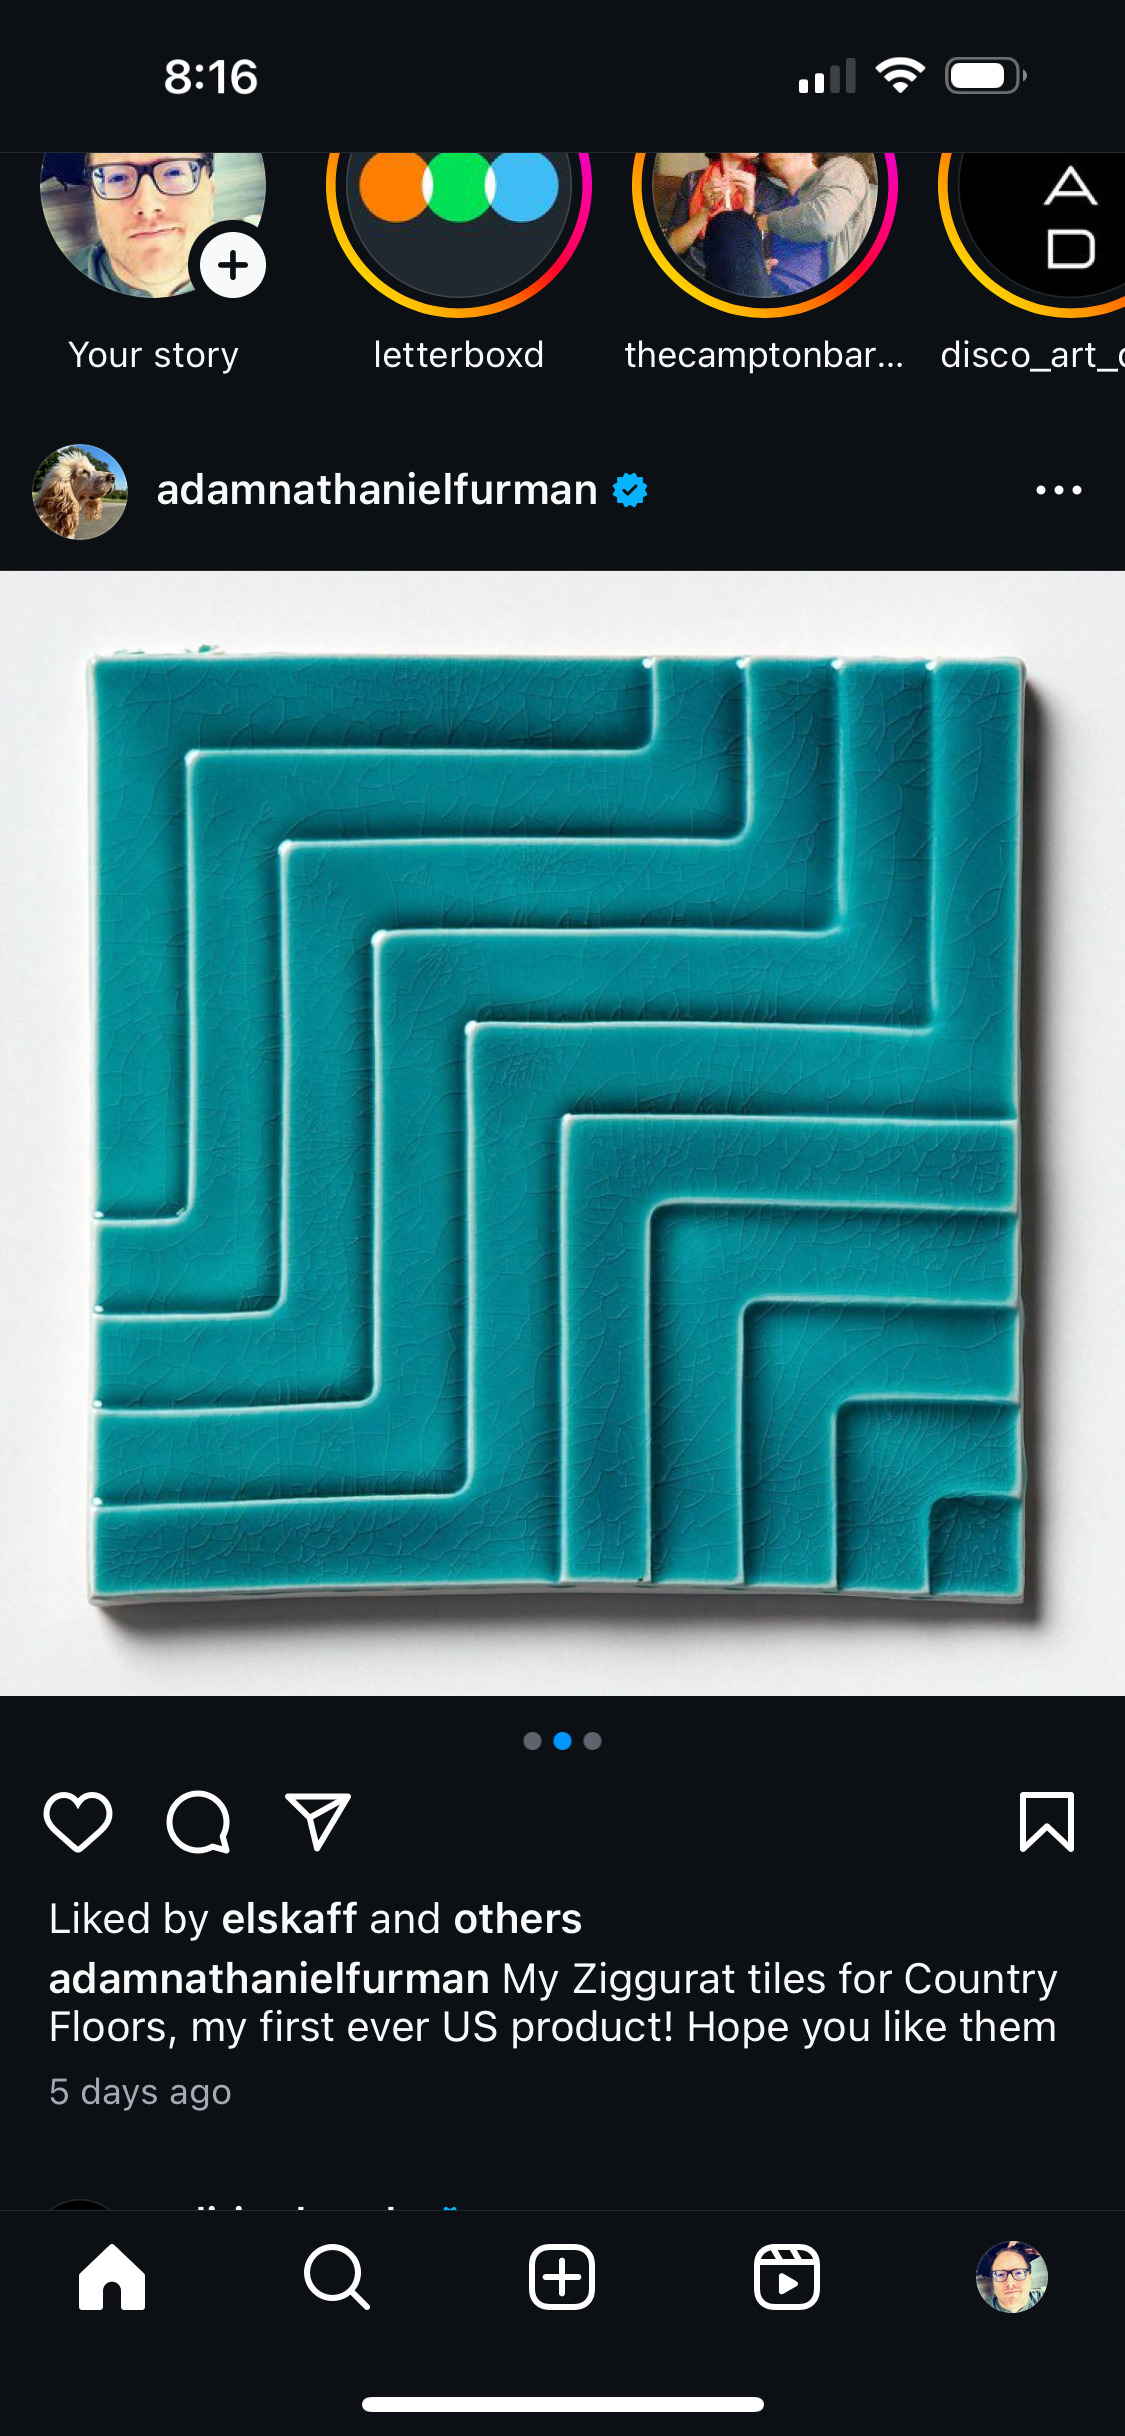 8:16
Your story
letterboxd
thecamptonbar...
A
D
disco_art_
adamnathanielfurman
Liked by elskaff and others
adamnathanielfurman My Ziggurat tiles for Country
Floors, my first ever US product! Hope you like them
5 days ago